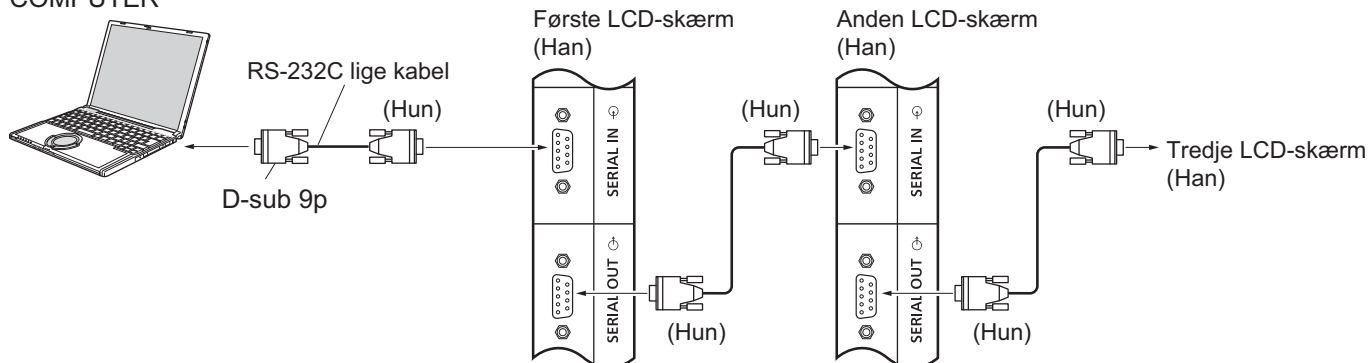 COMPUTER
Første LCD-skærm
(Han)
Anden LCD-skærm
(Han)
RS-232C lige kabel
(Hun)
D-sub 9p
SERIAL IN
SERIAL OUT
(Hun)
(Hun)
SERIAL IN
SERIAL OUT
(Hun)
(Hun)
Tredje LCD-skærm
(Han)